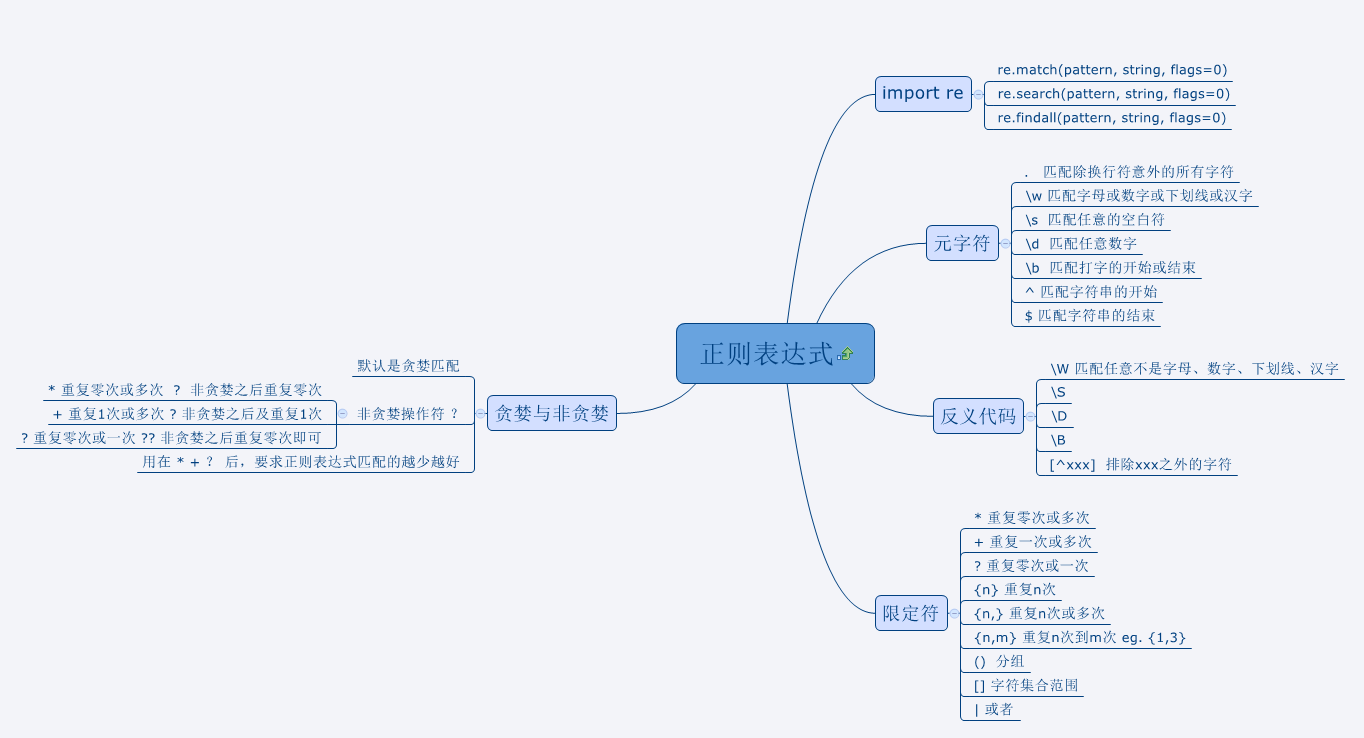 正则表达式
import re
re.match(pattern, string, flags=0)
re.search(pattern, string, flags=0)
re.findall(pattern, string, flags=0)
元字符
. 匹配除换行符意外的所有字符
\w 匹配字母或数字或下划线或汉字
\s 匹配任意的空白符
\d 匹配任意数字
\b 匹配打字的开始或结束
^ 匹配字符串的开始
$ 匹配字符串的结束
反义代码
\W 匹配任意不是字母、数字、下划线、汉字
\S
\D
\B
[^xxx] 排除xxx之外的字符
限定符
* 重复零次或多次
+ 重复一次或多次
? 重复零次或一次
{n} 重复n次
{n,} 重复n次或多次
{n,m} 重复n次到m次 eg. {1,3}
() 分组
[] 字符集合范围
| 或者
贪婪与非贪婪
默认是贪婪匹配
非贪婪操作符 ？
* 重复零次或多次 ？ 非贪婪之后重复零次
+ 重复1次或多次 ? 非贪婪之后及重复1次
? 重复零次或一次 ?? 非贪婪之后重复零次即可
用在 * + ？ 后，要求正则表达式匹配的越少越好